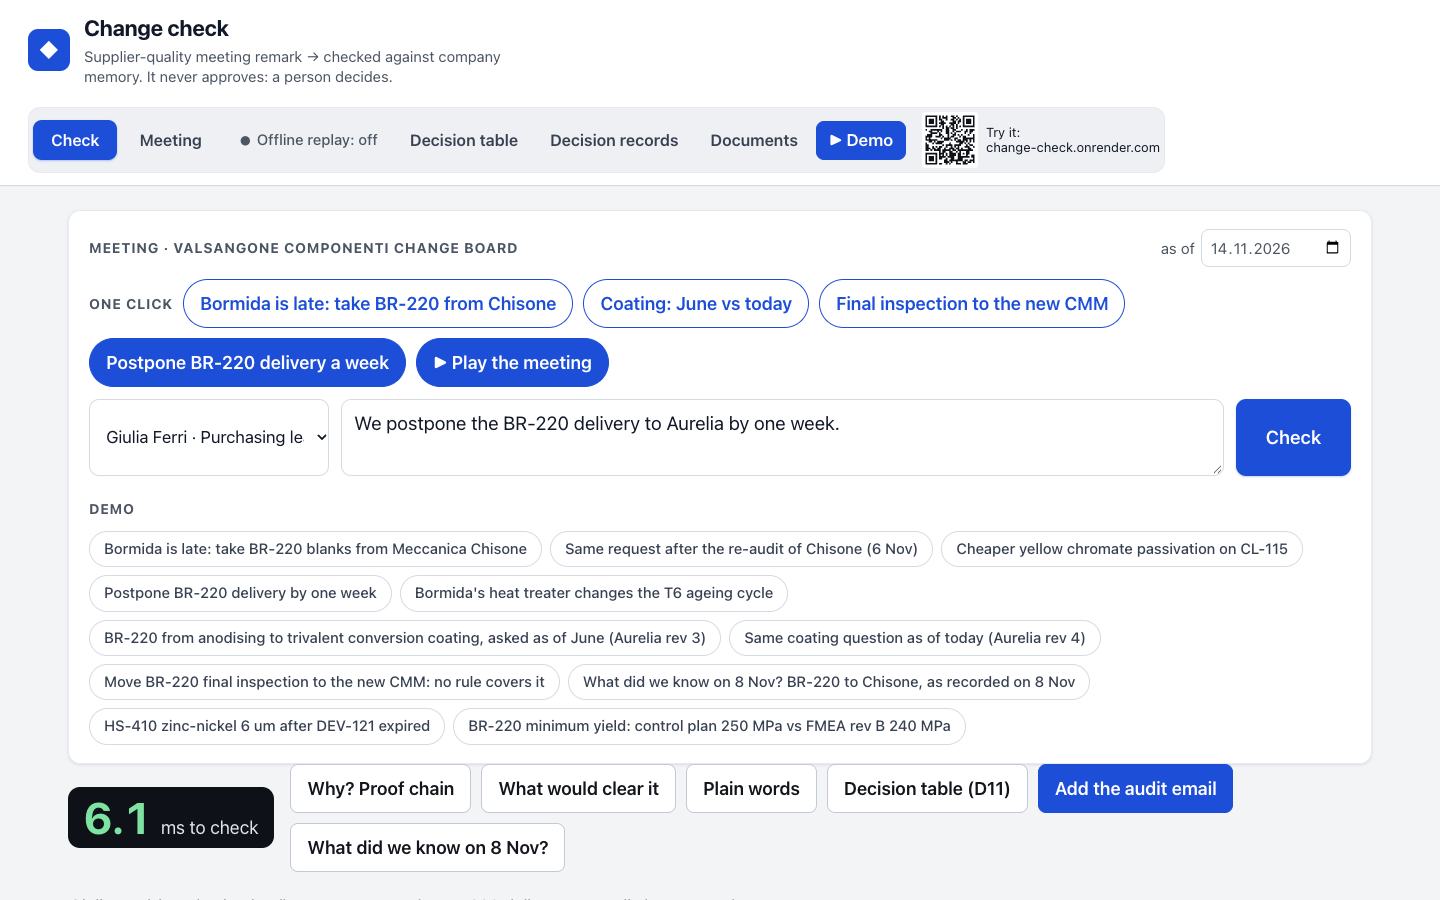 Change check
Supplier-quality meeting remark → checked against company
memory. It never approves: a person decides.
Check
Meeting
Offline replay: off
Decision table
Decision records
Documents
▶ Demo
Try it:
change-check.onrender.com
MEETING · VALSANGONE COMPONENTI CHANGE BOARD
as of 14.11.2026
ONE CLICK
Bormida is late: take BR-220 from Chisone
Coating: June vs today
Final inspection to the new CMM
Postpone BR-220 delivery a week
▶ Play the meeting
Giulia Ferri · Purchasing le
We postpone the BR-220 delivery to Aurelia by one week.
Check
DEMO
Bormida is late: take BR-220 blanks from Meccanica Chisone
Same request after the re-audit of Chisone (6 Nov)
Cheaper yellow chromate passivation on CL-115
Postpone BR-220 delivery by one week
Bormida's heat treater changes the T6 ageing cycle
BR-220 from anodising to trivalent conversion coating, asked as of June (Aurelia rev 3)
Same coating question as of today (Aurelia rev 4)
Move BR-220 final inspection to the new CMM: no rule covers it
What did we know on 8 Nov? BR-220 to Chisone, as recorded on 8 Nov
HS-410 zinc-nickel 6 um after DEV-121 expired
BR-220 minimum yield: control plan 250 MPa vs FMEA rev B 240 MPa
6.1 ms to check
Why? Proof chain
What would clear it
Plain words
Decision table (D11)
Add the audit email
What did we know on 8 Nov?